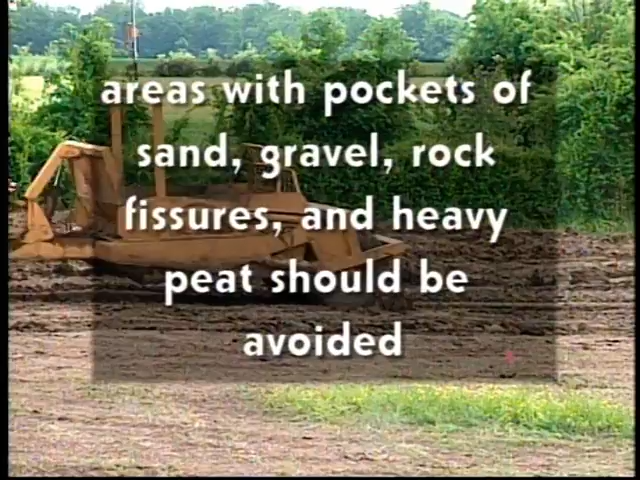 areas with pockets of
sand, gravel, rock
fissures, and heavy
peat should be
avoided